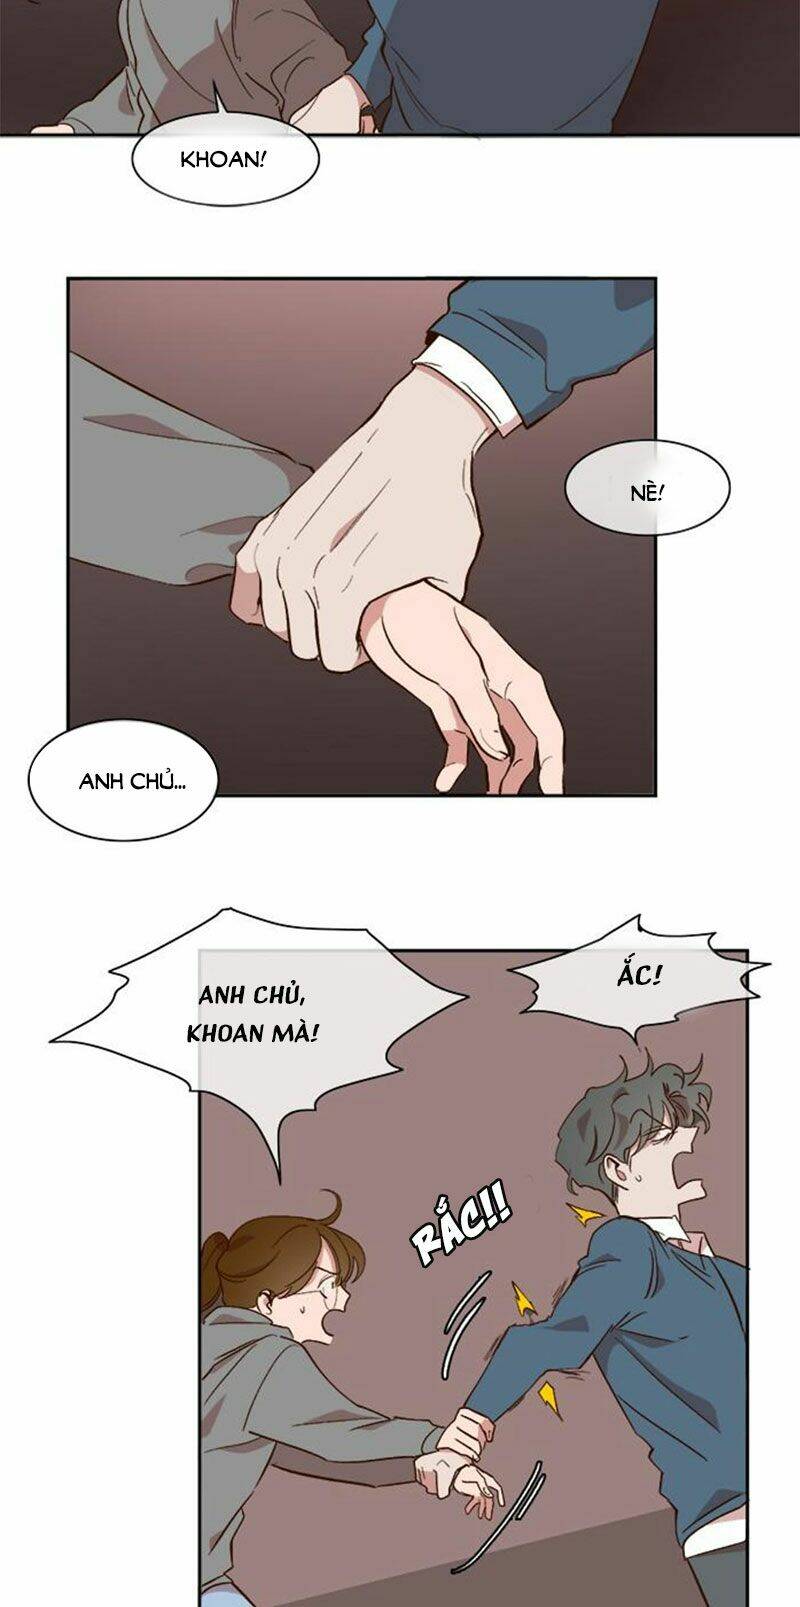 KHOAN!
NÈ!
ANH CHỦ...
ẮC!
ANH CHỦ,
KHOAN MÀ!
RẮC!!